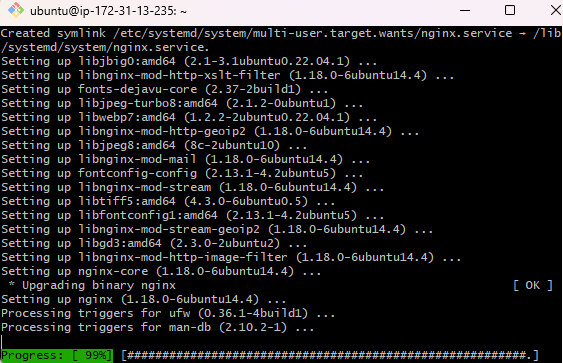 ubuntu@ip-172-31-13-235: ~
Created symlink /etc/systemd/system/multi-user.target.wants/nginx.service → /lib
/systemd/system/nginx.service.
Setting up libjbig0:amd64 (2.1-3.1ubuntu0.22.04.1) ...
Setting up libnginx-mod-http-xslt-filter (1.18.0-6ubuntu14.4) ...
Setting up fonts-dejavu-core (2.37-2build1) ...
Setting up libjpeg-turbo8:amd64 (2.1.2-0ubuntu1) ...
Setting up libwebp7:amd64 (1.2.2-2ubuntu0.22.04.1) ...
Setting up libnginx-mod-http-geoip2 (1.18.0-6ubuntu14.4) ...
Setting up libjpeg8:amd64 (8c-2ubuntu10) ...
Setting up libnginx-mod-mail (1.18.0-6ubuntu14.4) ...
Setting up fontconfig-config (2.13.1-4.2ubuntu5) ...
Setting up libnginx-mod-stream (1.18.0-6ubuntu14.4) ...
Setting up libtiff5:amd64 (4.3.0-6ubuntu0.5) ...
Setting up libfontconfig1:amd64 (2.13.1-4.2ubuntu5) ...
Setting up libnginx-mod-stream-geoip2 (1.18.0-6ubuntu14.4) ...
Setting up libgd3:amd64 (2.3.0-2ubuntu2) ...
Setting up libnginx-mod-http-image-filter (1.18.0-6ubuntu14.4) ...
Setting up nginx-core (1.18.0-6ubuntu14.4) ...
 * Upgrading binary nginx [ OK ]
Setting up nginx (1.18.0-6ubuntu14.4) ...
Processing triggers for ufw (0.36.1-4build1) ...
Processing triggers for man-db (2.10.2-1) ...
Progress: [ 99%] [#########################################################.]